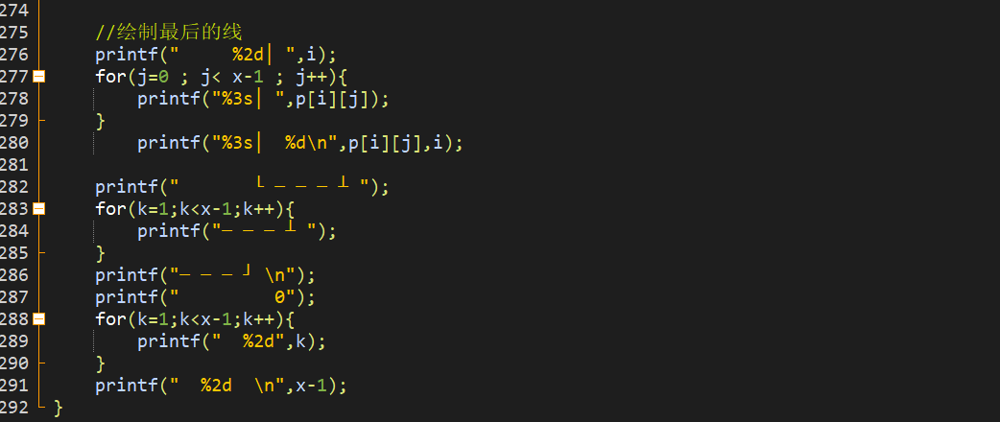 274
275     //绘制最后的线
276     printf("     %2d│ ",i);
277     for(j=0 ; j< x-1 ; j++){
278         printf("%3s│ ",p[i][j]);
279     }
280         printf("%3s│  %d\n",p[i][j],i);
281
282     printf("       └ ─ ─ ─ ┴ ");
283     for(k=1;k<x-1;k++){
284         printf("─ ─ ─ ┴ ");
285     }
286     printf("─ ─ ─ ┘ \n");
287     printf("         0");
288     for(k=1;k<x-1;k++){
289         printf("  %2d",k);
290     }
291     printf("  %2d  \n",x-1);
292 }